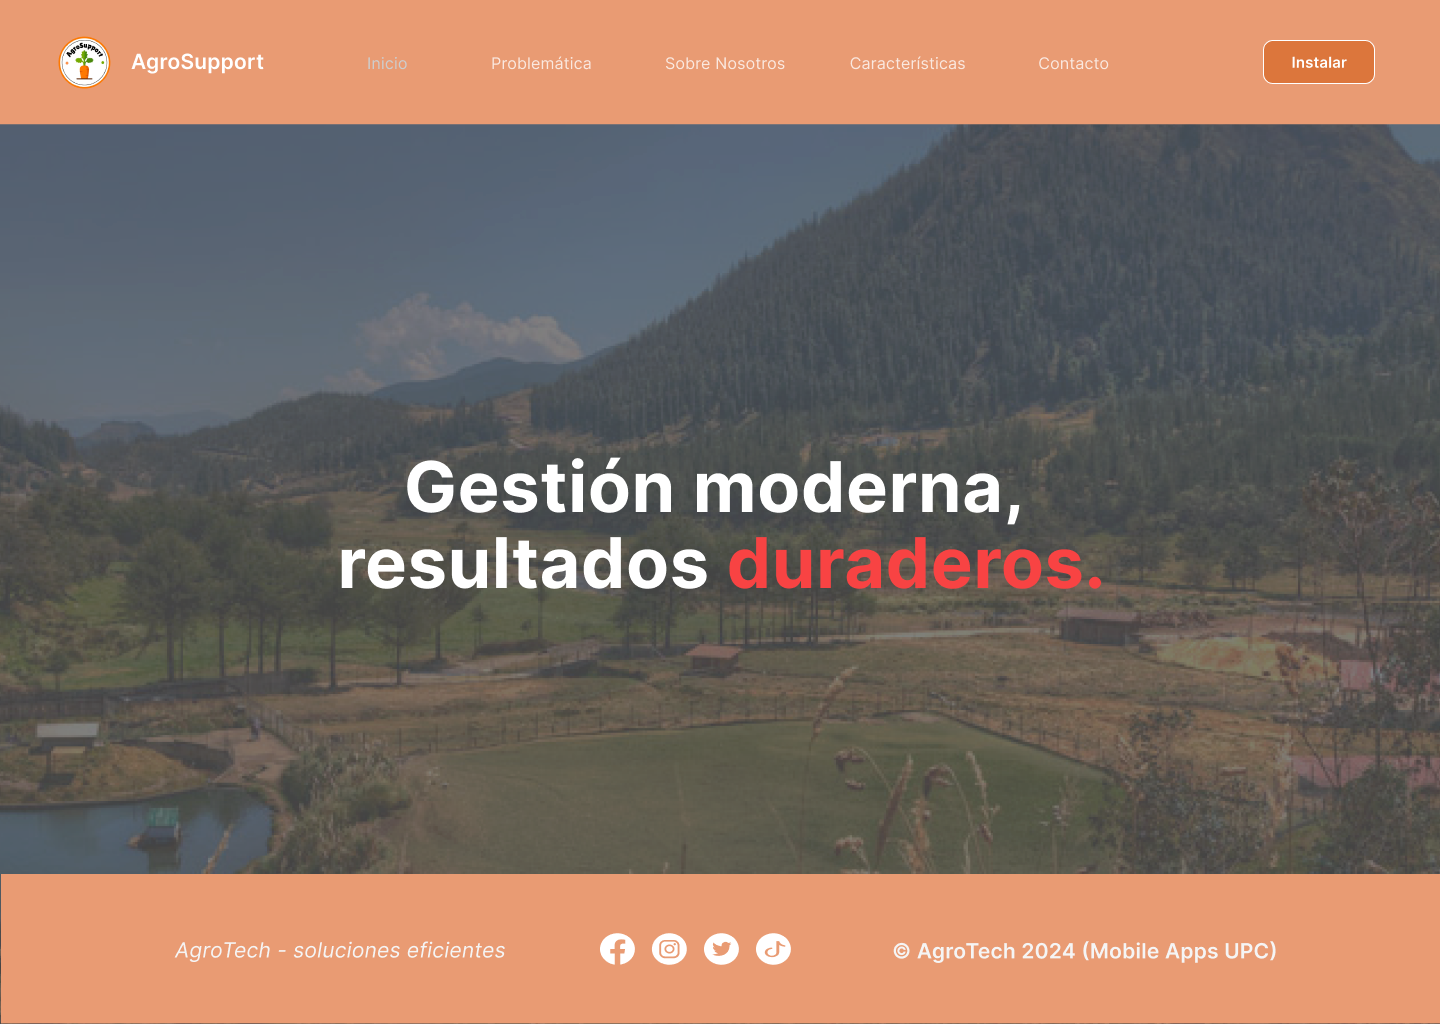 AgroSupport
AgroSupport
Inicio
Problemática
Sobre Nosotros
Características
Contacto
Instalar
Gestión moderna,
resultados duraderos.
AgroTech - soluciones eficientes
© AgroTech 2024 (Mobile Apps UPC)